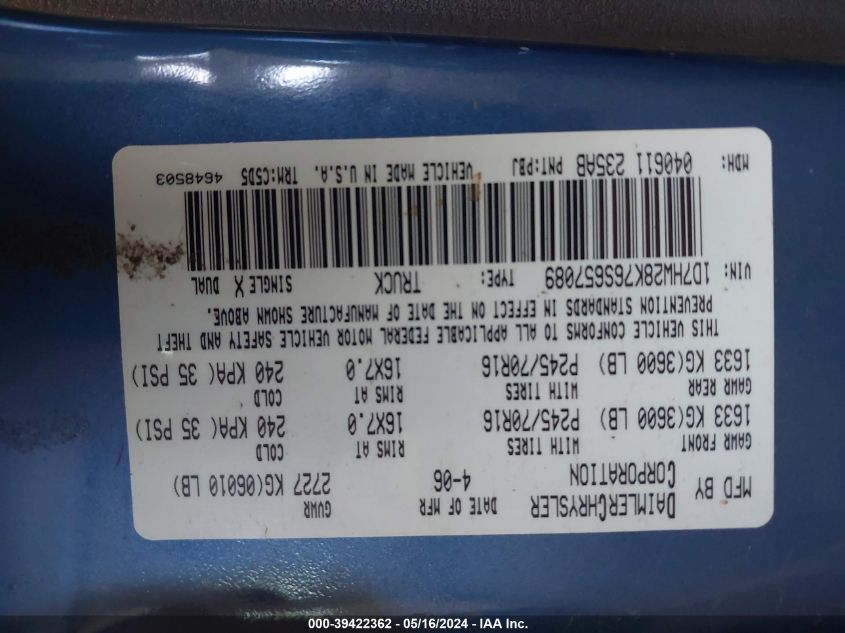 MFD BY DAIMLERCHRYSLER CORPORATION DATE OF MFR 4-06 GVWR 2727 KG(06010 LB)
GAWR FRONT WITH TIRES RIMS AT COLD
1633 KG(3600 LB) P245/70R16 16X7.0 240 KPA(35 PSI)
GAWR REAR WITH TIRES RIMS AT COLD
1633 KG(3600 LB) P245/70R16 16X7.0 240 KPA(35 PSI)
THIS VEHICLE CONFORMS TO ALL APPLICABLE FEDERAL MOTOR VEHICLE SAFETY AND THEFT
PREVENTION STANDARDS IN EFFECT ON THE DATE OF MANUFACTURE SHOWN ABOVE.
VIN: 1D7HW28K76S657089 TYPE: TRUCK SINGLE X DUAL
MDH: 040611 235AB PNT:PBJ VEHICLE MADE IN U.S.A. TRM:C5D5 4648503
000-39422362 - 05/16/2024 - IAA Inc.